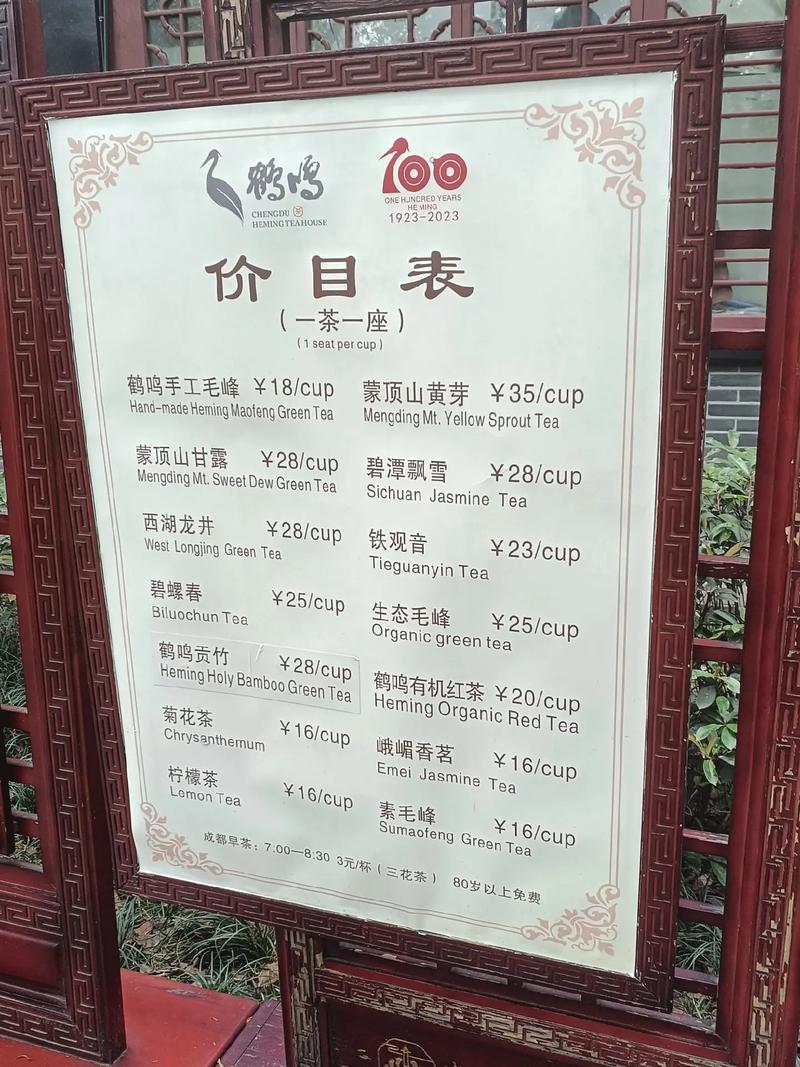 鹤鸣
CHENGDU 茶
HEMING TEAHOUSE
100
ONE HUNDRED YEARS
HE MING
1923-2023
价目表
(一茶一座)
(1 seat per cup)
鹤鸣手工毛峰 ¥18/cup
Hand-made Heming Maofeng Green Tea
蒙顶山甘露 ¥28/cup
Mengding Mt. Sweet Dew Green Tea
西湖龙井 ¥28/cup
West Longjing Green Tea
碧螺春 ¥25/cup
Biluochun Tea
鹤鸣贡竹 ¥28/cup
Heming Holy Bamboo Green Tea
菊花茶 ¥16/cup
Chrysanthemum
柠檬茶 ¥16/cup
Lemon Tea
蒙顶山黄芽 ¥35/cup
Mengding Mt. Yellow Sprout Tea
碧潭飘雪 ¥28/cup
Sichuan Jasmine Tea
铁观音 ¥23/cup
Tieguanyin Tea
生态毛峰 ¥25/cup
Organic green tea
鹤鸣有机红茶 ¥20/cup
Heming Organic Red Tea
峨嵋香茗 ¥16/cup
Emei Jasmine Tea
素毛峰 ¥16/cup
Sumaofeng Green Tea
成都早茶：7.00—8:30 3元/杯（三花茶） 80岁以上免费